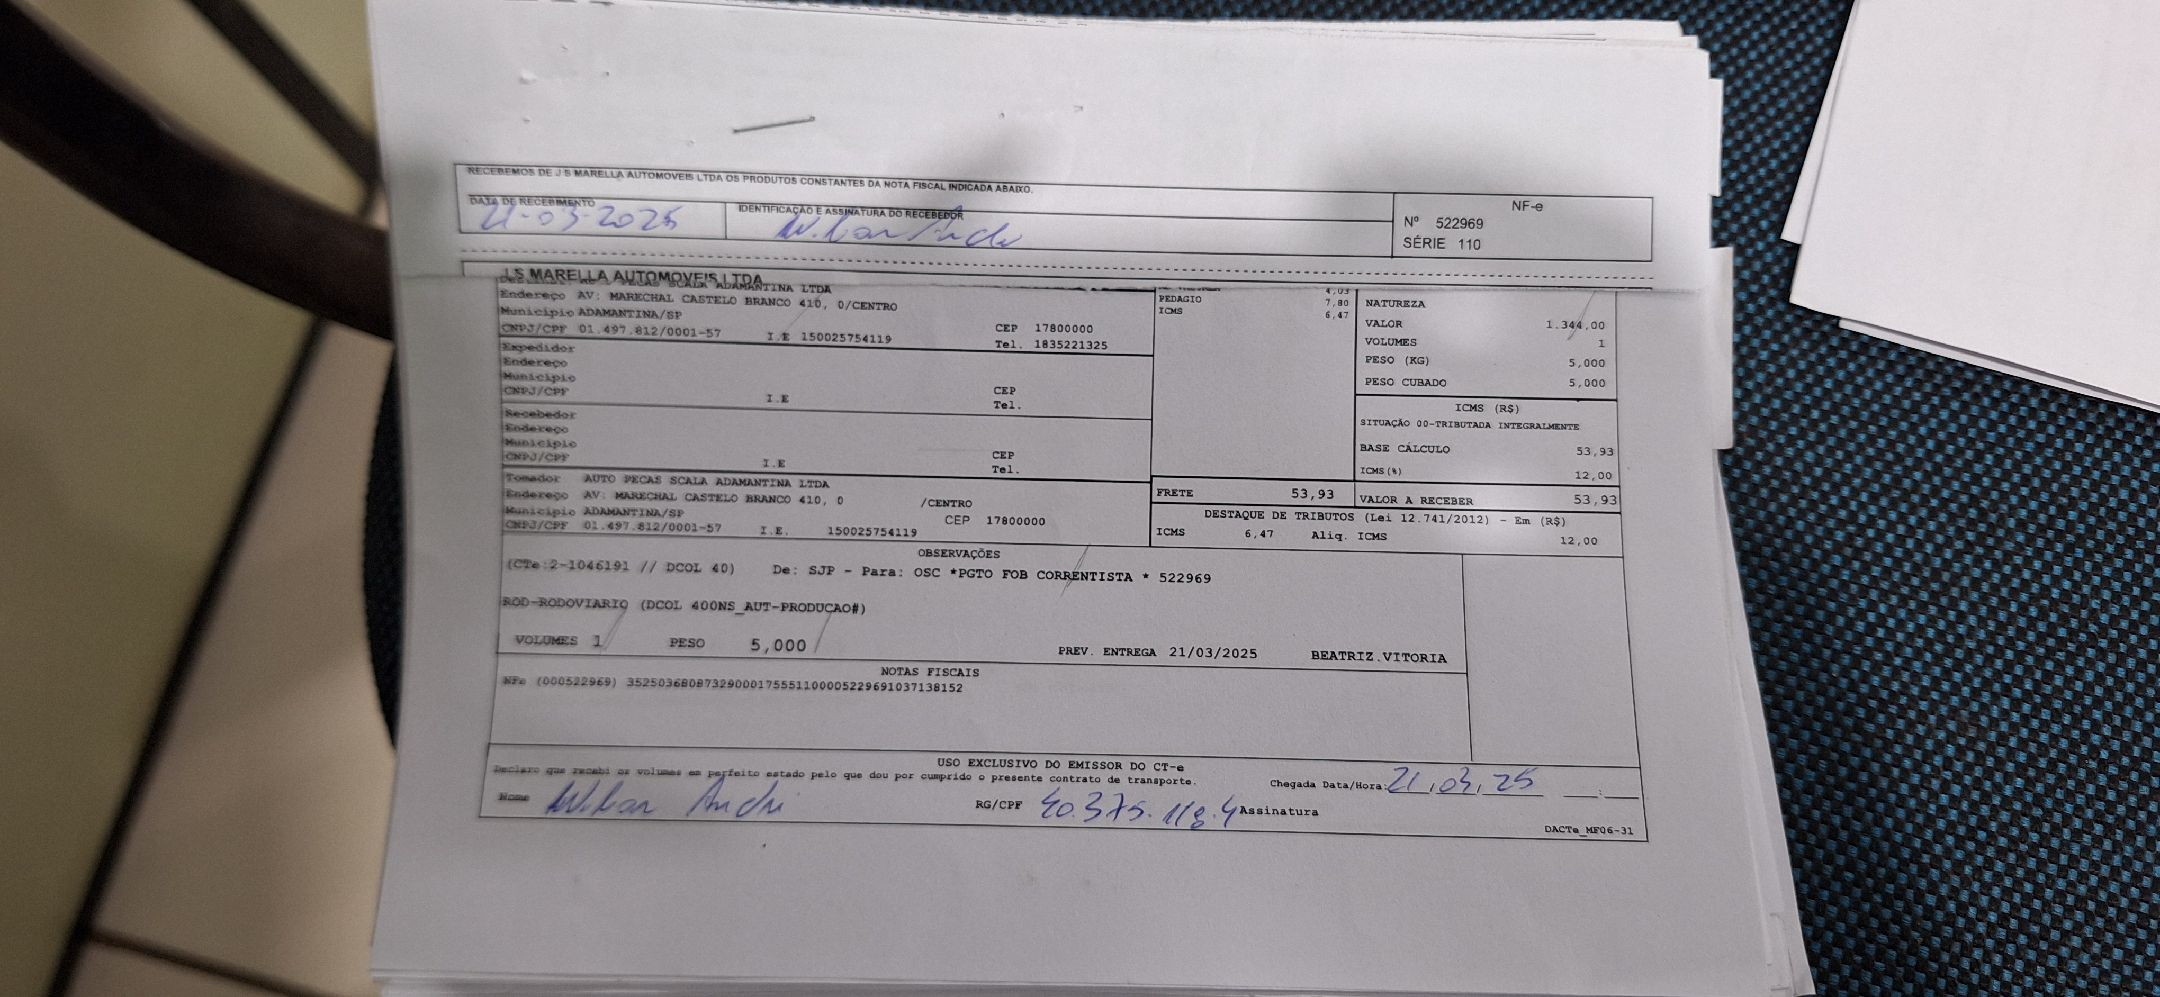 RECEBEMOS DE J S MARELLA AUTOMOVEIS LTDA OS PRODUTOS CONSTANTES DA NOTA FISCAL INDICADA ABAIXO.
NF-e
Nº 522969
SÉRIE 110
DATA DE RECEBIMENTO
21-03-2025
IDENTIFICAÇÃO E ASSINATURA DO RECEBEDOR
J S MARELLA AUTOMOVEIS LTDA
PECAS SCALA ADAMANTINA LTDA
Endereço AV: MARECHAL CASTELO BRANCO 410, 0/CENTRO
Município ADAMANTINA/SP
CNPJ/CPF 01.497.812/0001-57 I.E 150025754119
CEP 17800000
Tel. 1835221325
Expedidor
Endereço
Município
CNPJ/CPF I.E
CEP
Tel.
Recebedor
Endereço
Município
CNPJ/CPF I.E
CEP
Tel.
Tomador AUTO PECAS SCALA ADAMANTINA LTDA
Endereço AV: MARECHAL CASTELO BRANCO 410, 0 /CENTRO
Município ADAMANTINA/SP CEP 17800000
CNPJ/CPF 01.497.812/0001-57 I.E. 150025754119
4,03
PEDAGIO 7,80
ICMS 6,47
NATUREZA
VALOR 1.344,00
VOLUMES 1
PESO (KG) 5,000
PESO CUBADO 5,000
ICMS (R$)
SITUAÇÃO 00-TRIBUTADA INTEGRALMENTE
BASE CÁLCULO 53,93
ICMS(%) 12,00
FRETE 53,93 VALOR A RECEBER 53,93
DESTAQUE DE TRIBUTOS (Lei 12.741/2012) - Em (R$)
ICMS 6,47 Aliq. ICMS 12,00
OBSERVAÇÕES
(CTe:2-1046191 // DCOL 40) De: SJP - Para: OSC *PGTO FOB CORRENTISTA * 522969
ROD-RODOVIARIO (DCOL 400NS_AUT-PRODUCAO#)
VOLUMES 1 PESO 5,000 PREV. ENTREGA 21/03/2025 BEATRIZ.VITORIA
NOTAS FISCAIS
NFe (000522969) 35250368087329000175551100005229691037138152
USO EXCLUSIVO DO EMISSOR DO CT-e
Declaro que recebi os volumes em perfeito estado pelo que dou por cumprido o presente contrato de transporte.
Chegada Data/Hora: 21,03,25 __:__
Nome
RG/CPF 40.375.118.4 Assinatura
DACTe_MF06-31